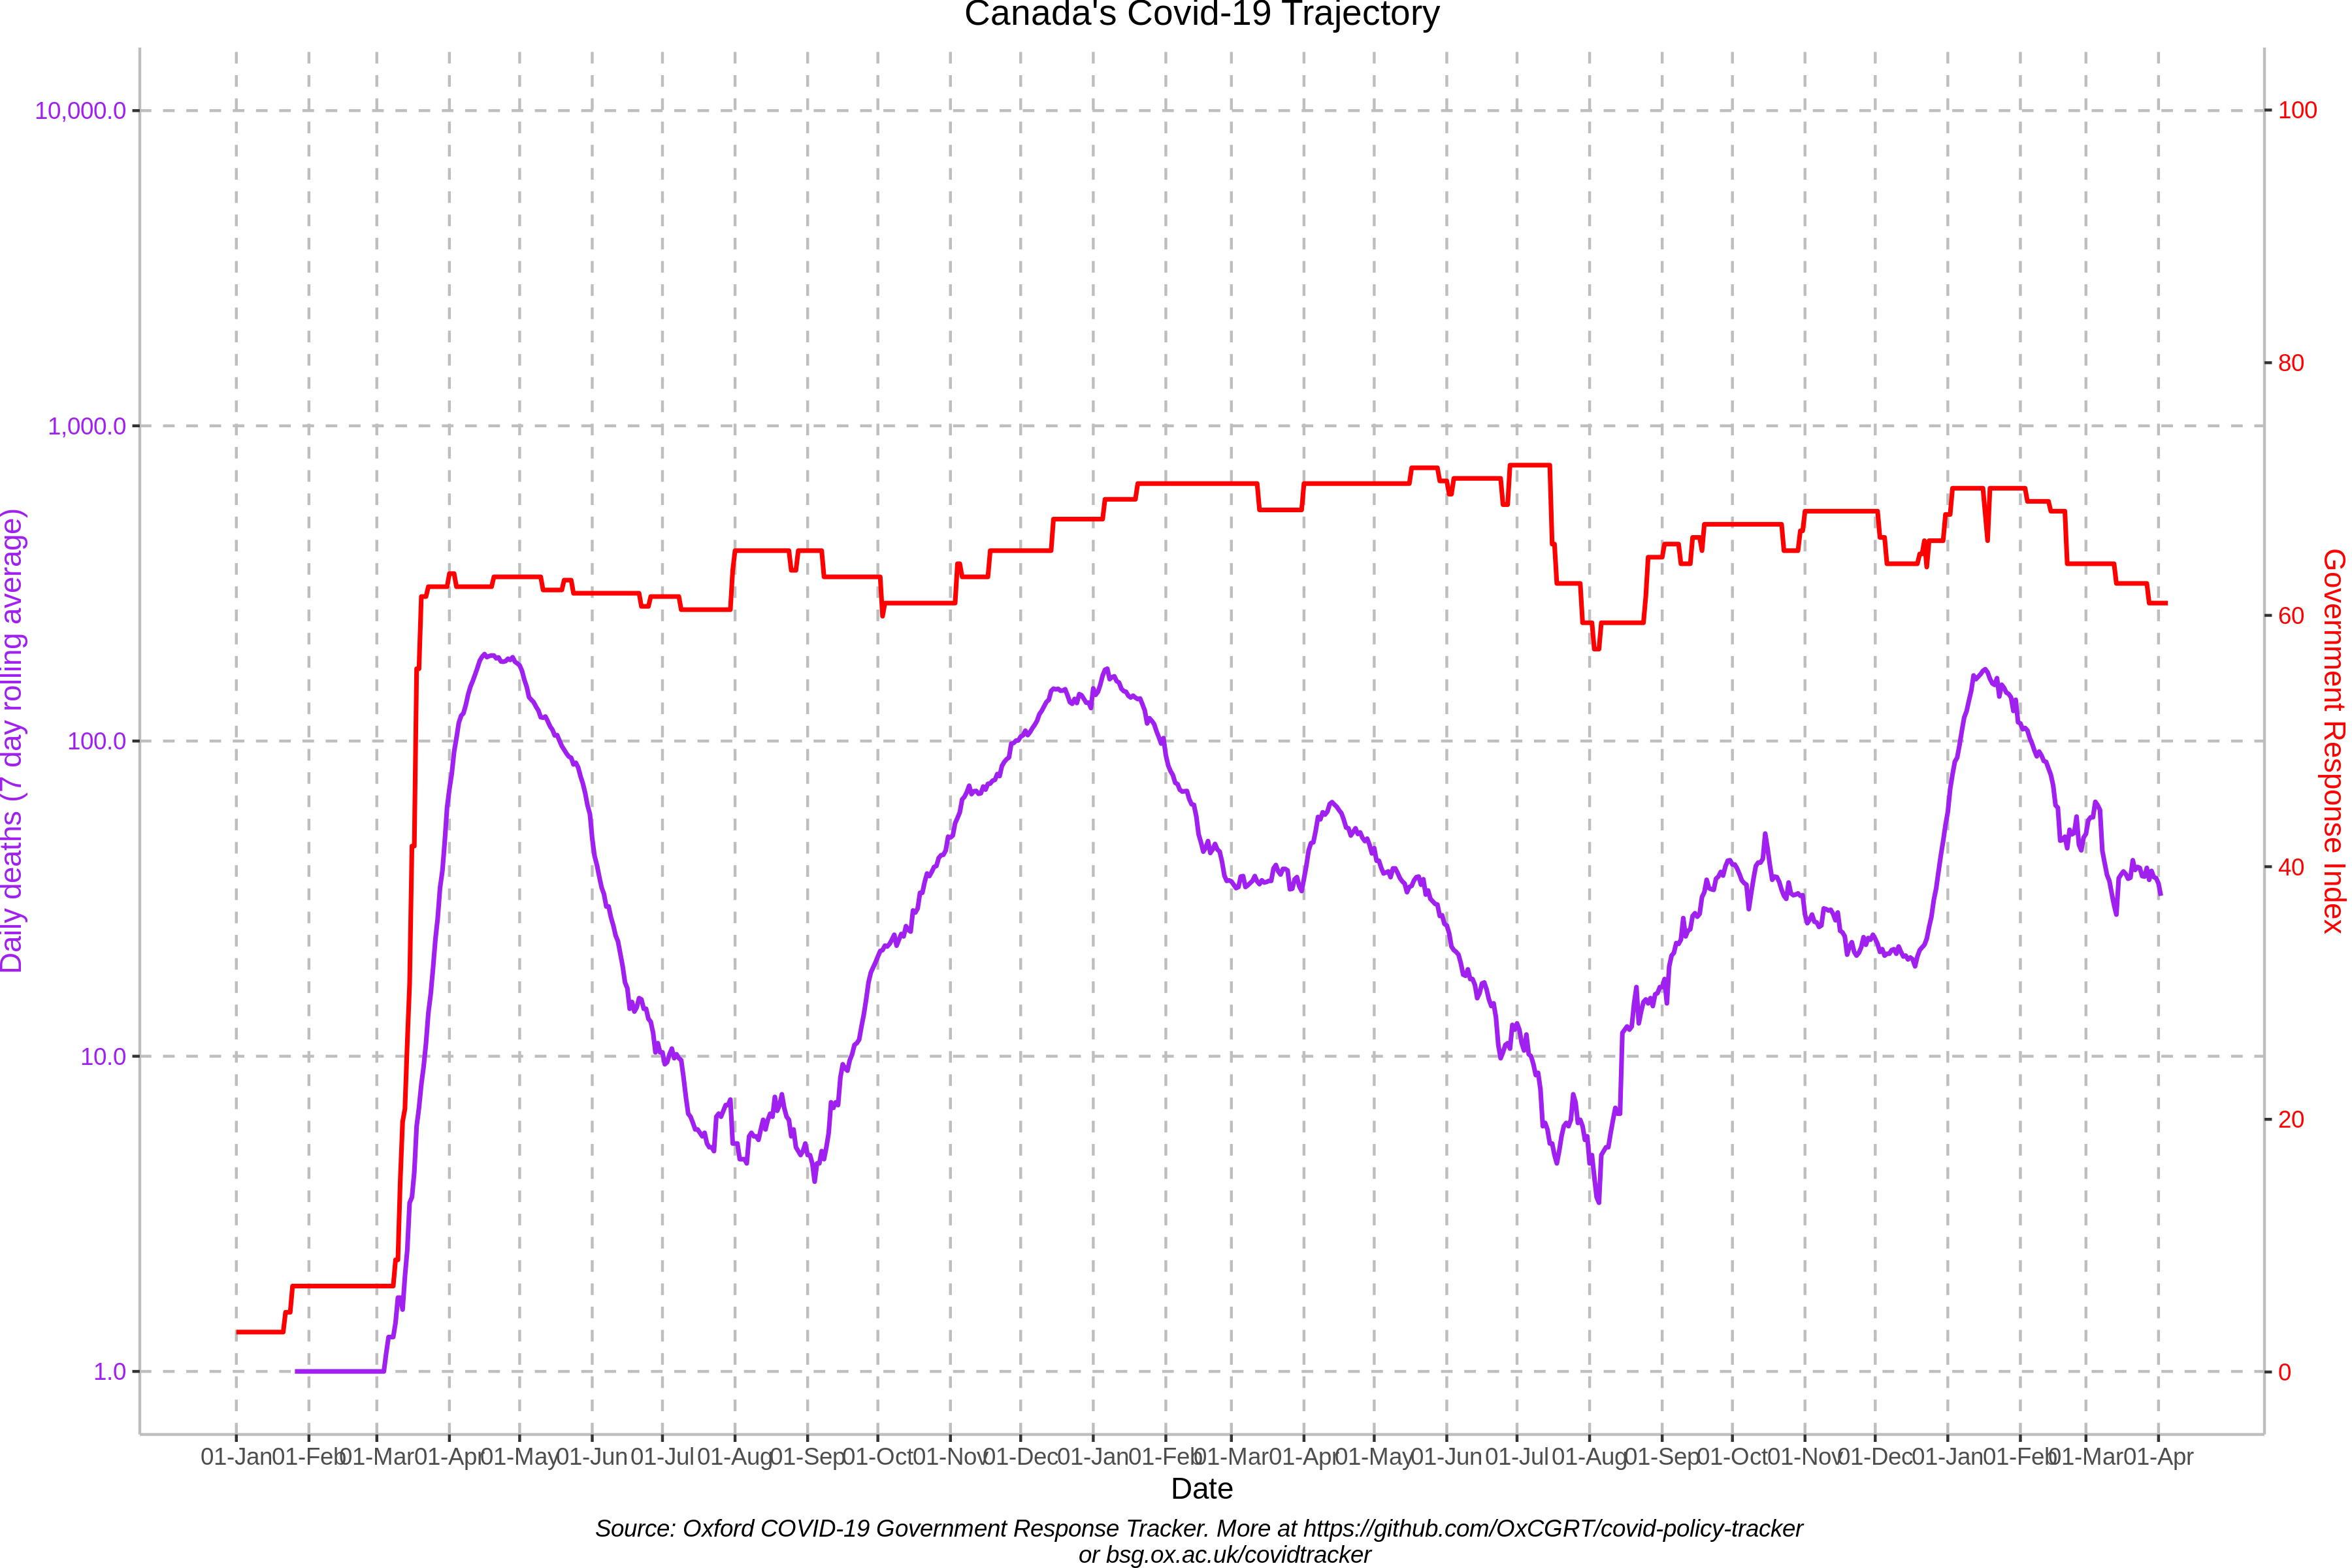 Canada's Covid-19 Trajectory
10,000.0
1,000.0
100.0
10.0
1.0
Daily deaths (7 day rolling average)
100
80
60
40
20
0
Government Response Index
01-Jan 01-Feb 01-Mar 01-Apr 01-May 01-Jun 01-Jul 01-Aug 01-Sep 01-Oct 01-Nov 01-Dec 01-Jan 01-Feb 01-Mar 01-Apr 01-May 01-Jun 01-Jul 01-Aug 01-Sep 01-Oct 01-Nov 01-Dec 01-Jan 01-Feb 01-Mar 01-Apr
Date
Source: Oxford COVID-19 Government Response Tracker. More at https://github.com/OxCGRT/covid-policy-tracker
or bsg.ox.ac.uk/covidtracker